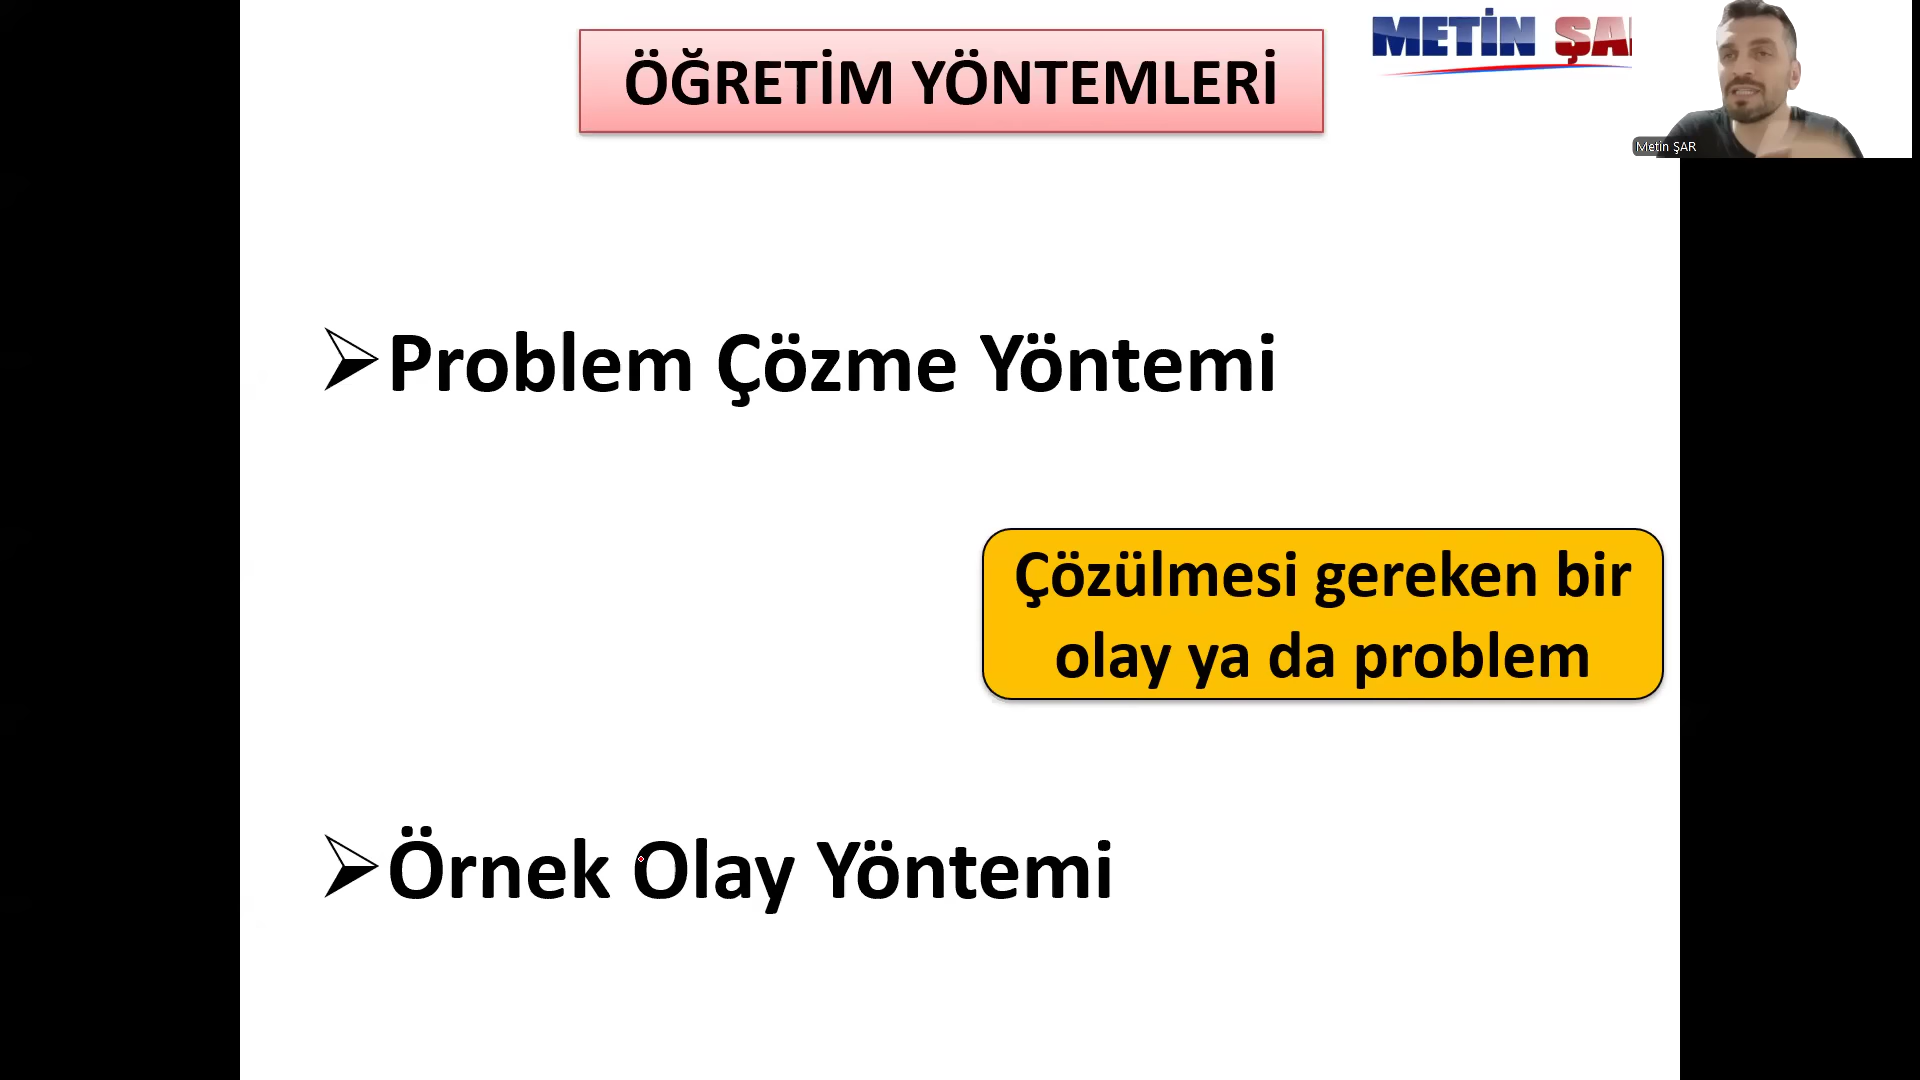 ÖĞRETİM YÖNTEMLERİ
METİN ŞA
Metin ŞAR
Problem Çözme Yöntemi
Çözülmesi gereken bir
olay ya da problem
Örnek Olay Yöntemi